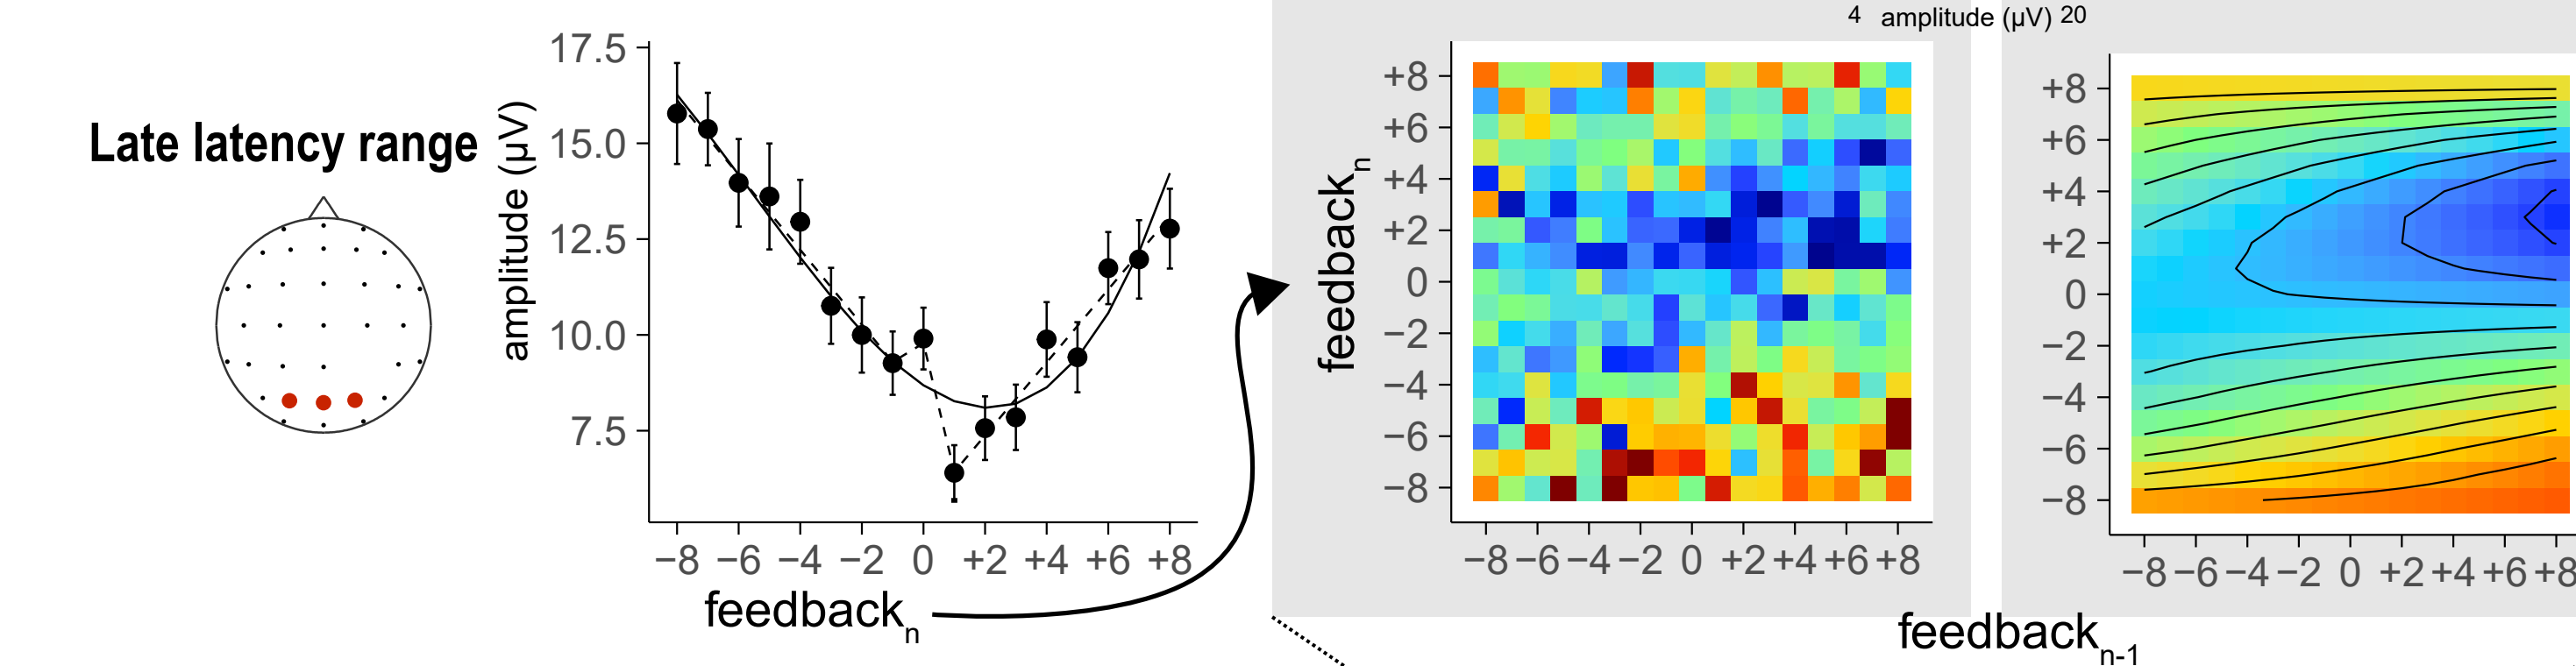 Late latency range
amplitude (μV)
17.5
15.0
12.5
10.0
7.5
−8 −6 −4 −2 0 +2 +4 +6 +8
feedbackn
4 amplitude (μV) 20
feedbackn
+8
+6
+4
+2
0
−2
−4
−6
−8
−8 −6 −4 −2 0 +2 +4 +6 +8
+8
+6
+4
+2
0
−2
−4
−6
−8
−8 −6 −4 −2 0 +2 +4 +6 +8
feedbackn-1